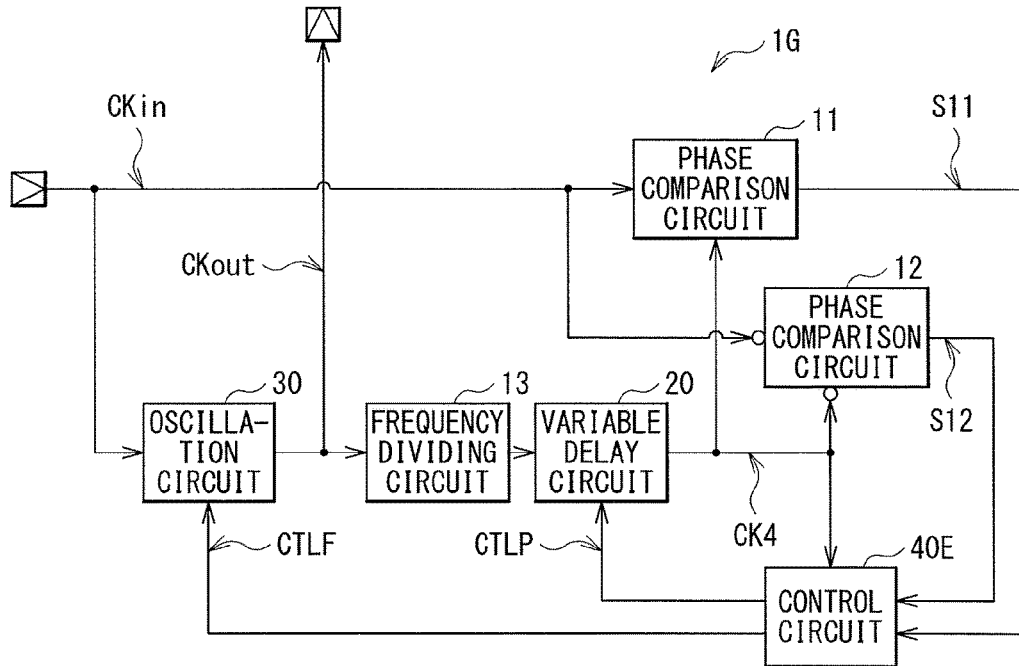 1G
CKin
11
S11
PHASE
COMPARISON
CIRCUIT
CKout
12
PHASE
COMPARISON
CIRCUIT
S12
30
OSCILLA-
TION
CIRCUIT
13
FREQUENCY
DIVIDING
CIRCUIT
20
VARIABLE
DELAY
CIRCUIT
CTLF
CTLP
CK4
40E
CONTROL
CIRCUIT